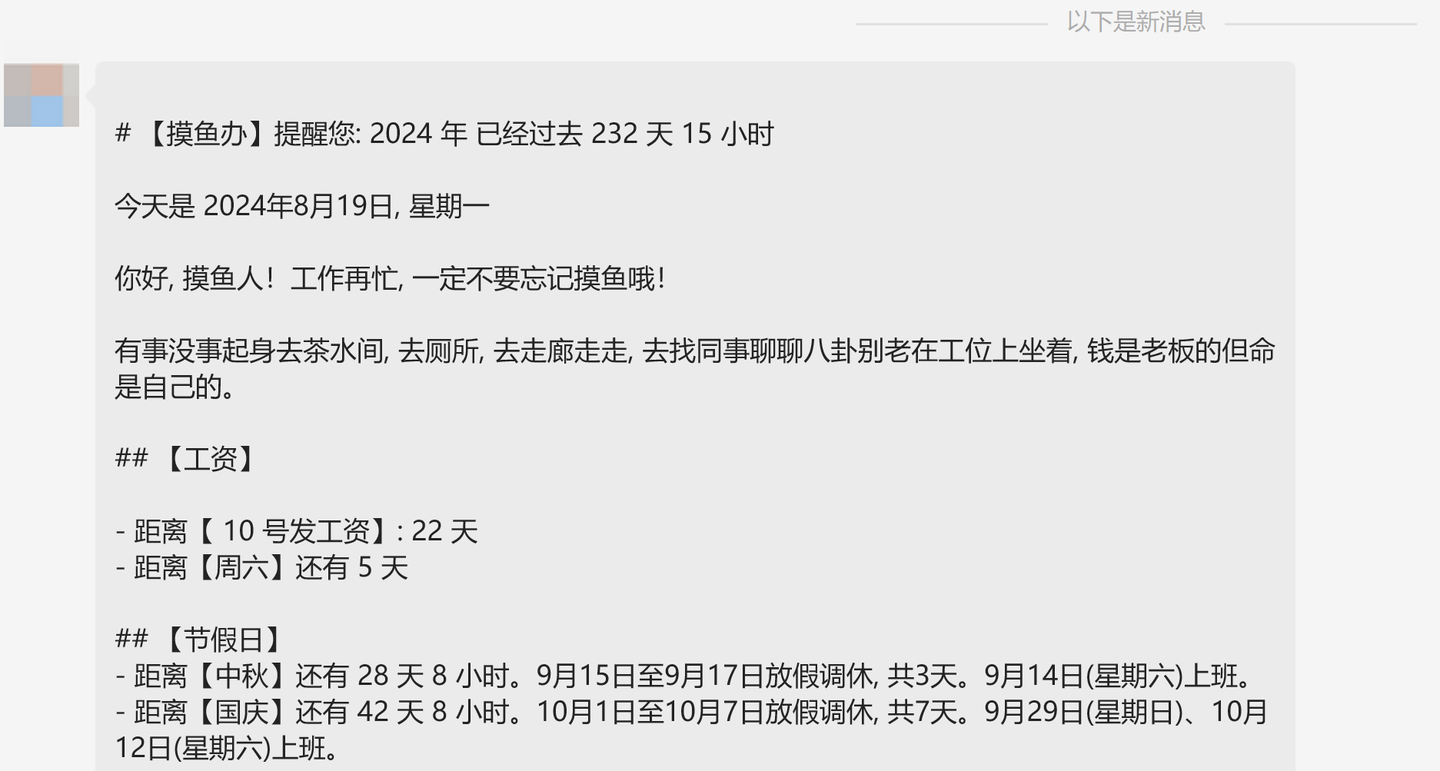 以下是新消息
# 【摸鱼办】提醒您: 2024 年 已经过去 232 天 15 小时
今天是 2024年8月19日, 星期一
你好, 摸鱼人！工作再忙, 一定不要忘记摸鱼哦！
有事没事起身去茶水间, 去厕所, 去走廊走走, 去找同事聊聊八卦别老在工位上坐着, 钱是老板的但命
是自己的。
## 【工资】
- 距离【 10 号发工资】: 22 天
- 距离【周六】还有 5 天
## 【节假日】
- 距离【中秋】还有 28 天 8 小时。9月15日至9月17日放假调休, 共3天。9月14日(星期六)上班。
- 距离【国庆】还有 42 天 8 小时。10月1日至10月7日放假调休, 共7天。9月29日(星期日)、10月
12日(星期六)上班。